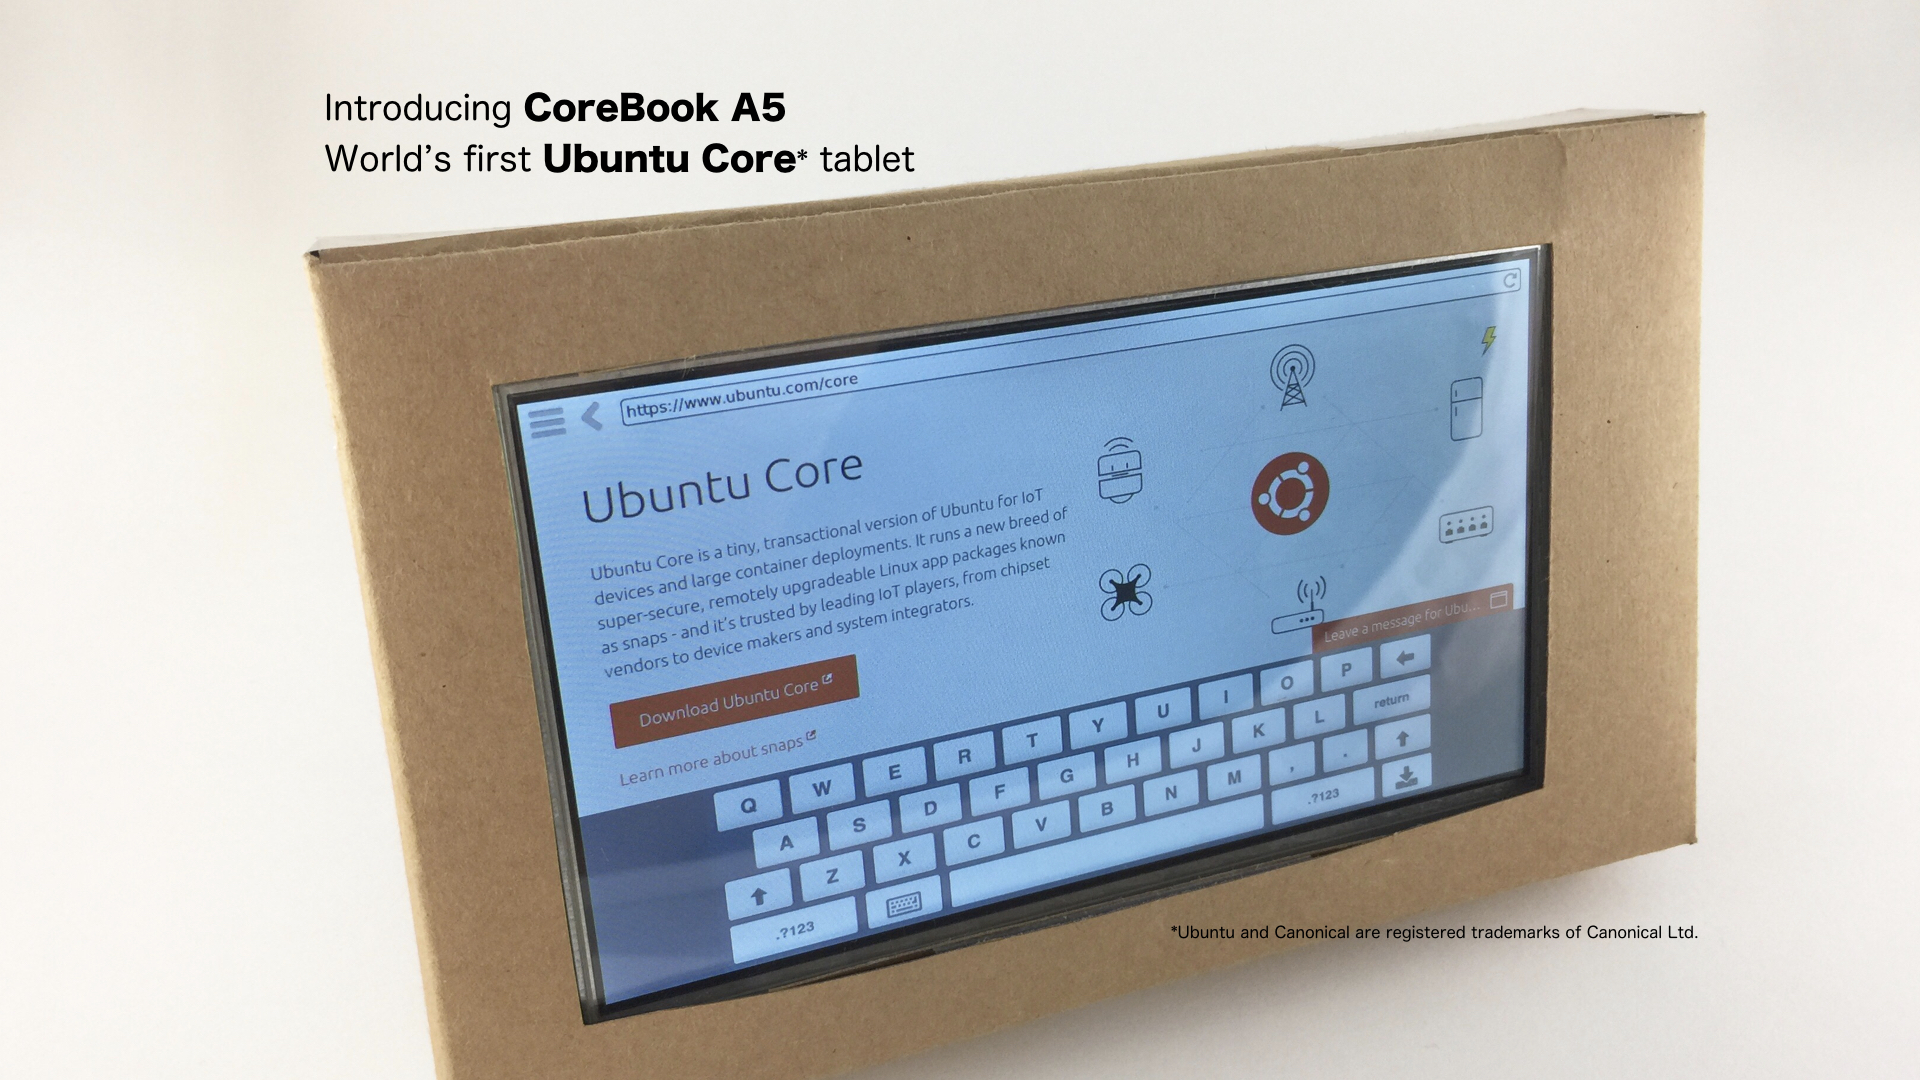 Introducing CoreBook A5
World's first Ubuntu Core* tablet
https://www.ubuntu.com/core
Ubuntu Core
Ubuntu Core is a tiny, transactional version of Ubuntu for IoT
devices and large container deployments. It runs a new breed of
super-secure, remotely upgradeable Linux app packages known
as snaps - and it's trusted by leading IoT players, from chipset
vendors to device makers and system integrators.
Download Ubuntu Core
Learn more about snaps
Leave a message for Ubu...
Q W E R T Y U I O P
A S D F G H J K L return
Z X C V B N M , .
.?123 .?123
*Ubuntu and Canonical are registered trademarks of Canonical Ltd.